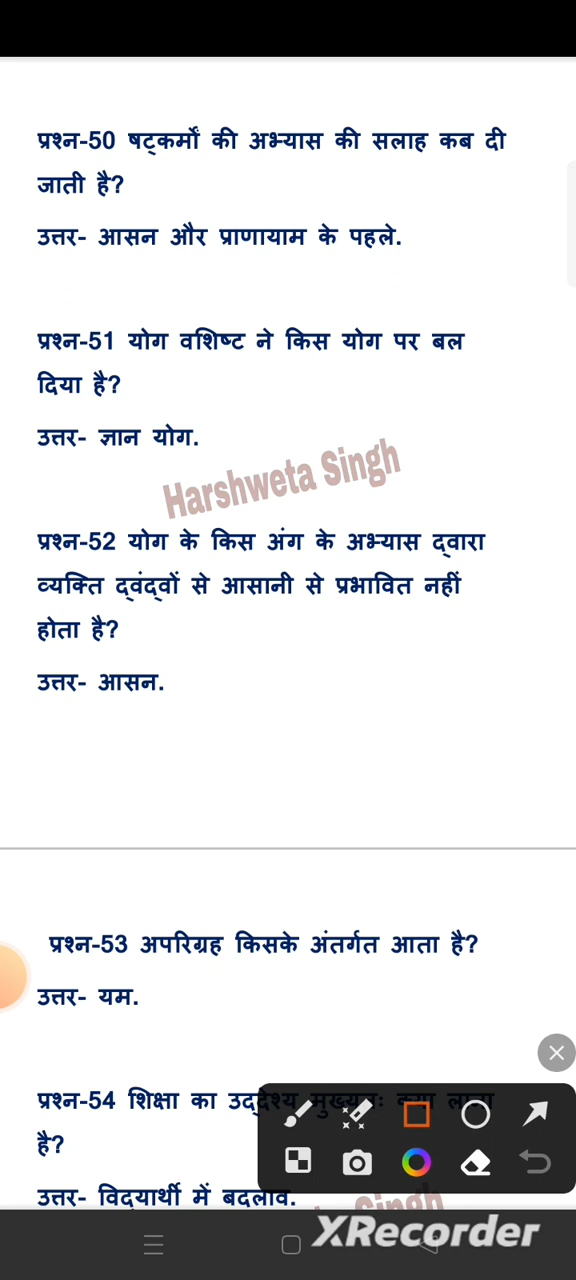 प्रश्न-50 षट्कर्मों की अभ्यास की सलाह कब दी
जाती है?
उत्तर- आसन और प्राणायाम के पहले.
प्रश्न-51 योग वशिष्ट ने किस योग पर बल
दिया है?
उत्तर- ज्ञान योग.
Harshweta Singh
प्रश्न-52 योग के किस अंग के अभ्यास द्वारा
व्यक्ति द्वंद्वों से आसानी से प्रभावित नहीं
होता है?
उत्तर- आसन.
प्रश्न-53 अपरिग्रह किसके अंतर्गत आता है?
उत्तर- यम.
प्रश्न-54 शिक्षा का उद्देश्य मुख्यतः क्या लाना
है?
उत्तर- विद्यार्थी में बदलाव.
Singh
XRecorder